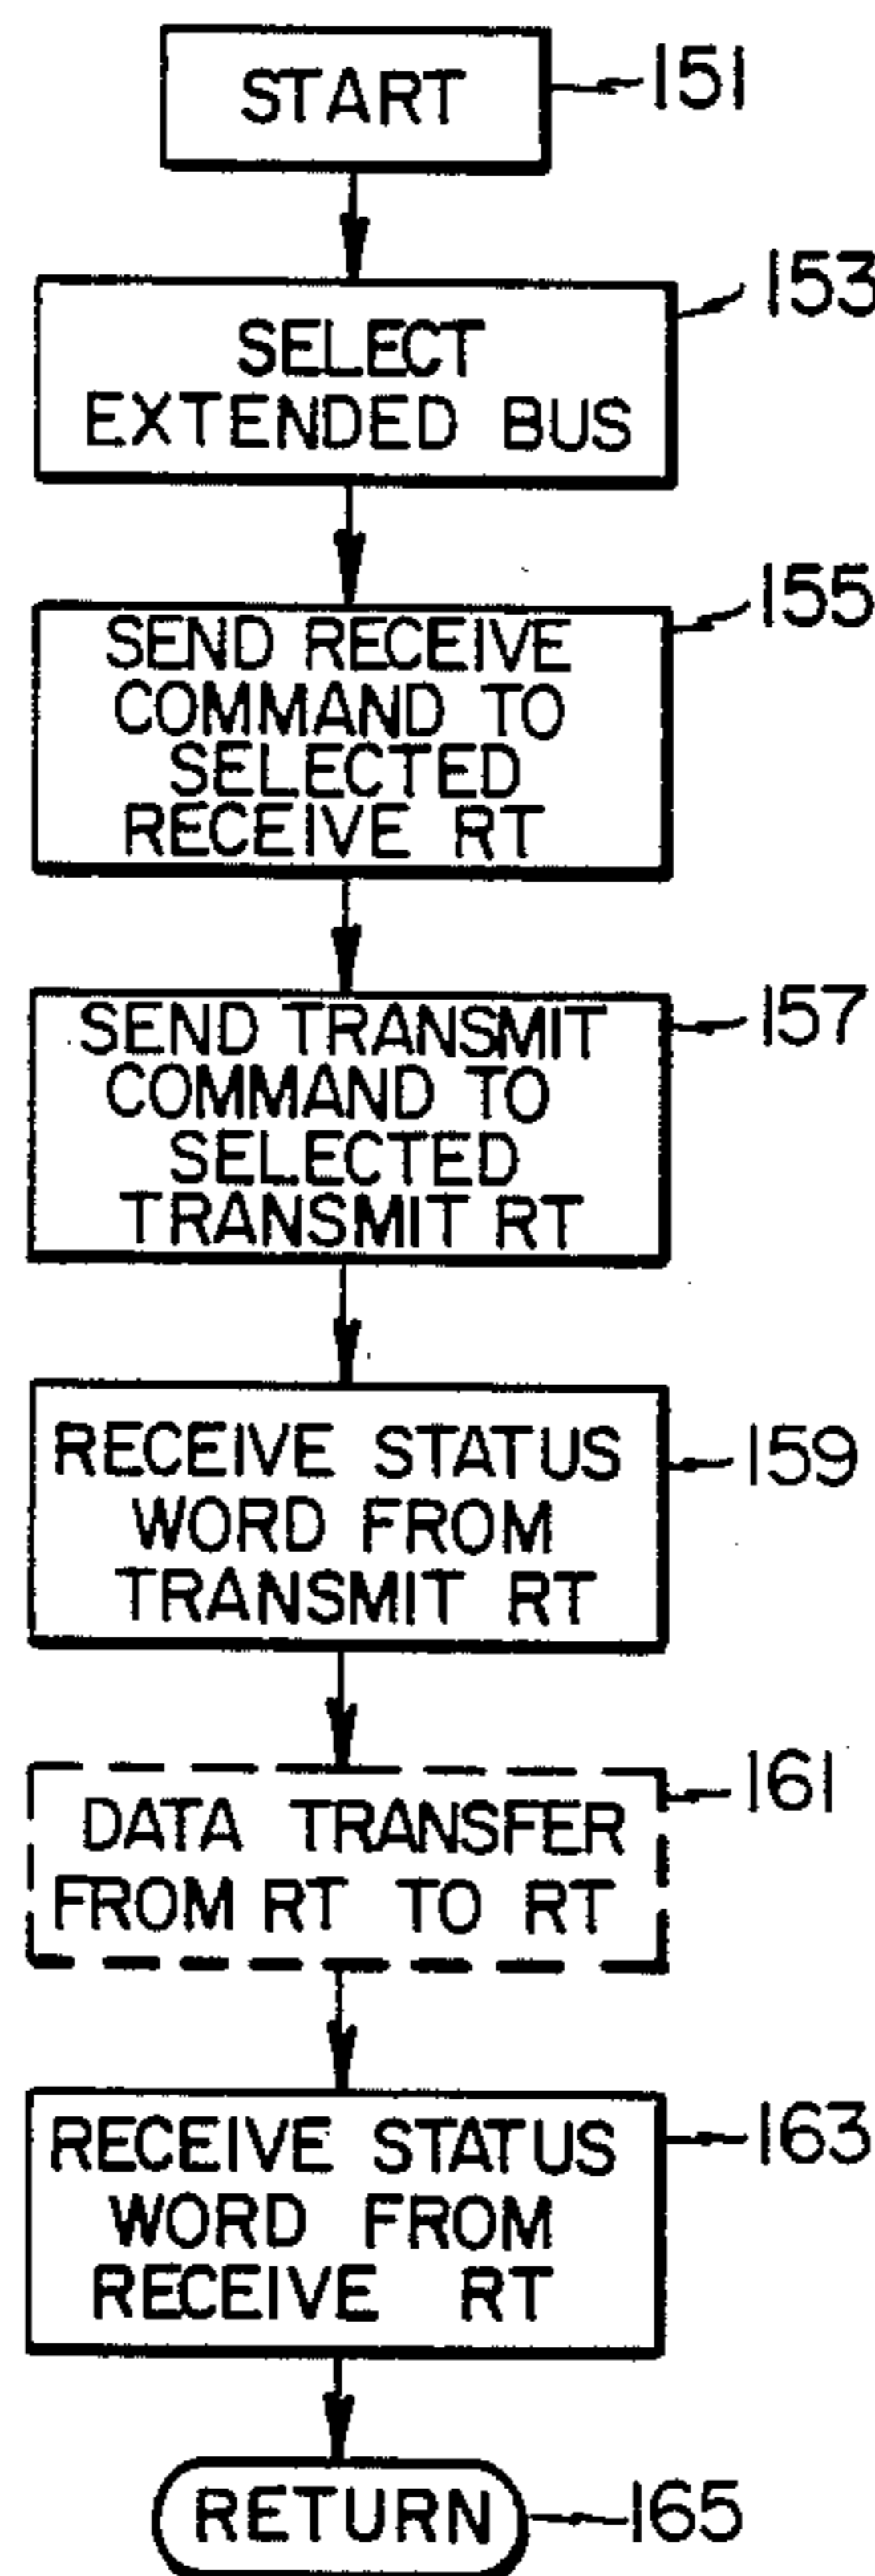 START
151
SELECT
EXTENDED BUS
153
SEND RECEIVE
COMMAND TO
SELECTED
RECEIVE RT
155
SEND TRANSMIT
COMMAND TO
SELECTED
TRANSMIT RT
157
RECEIVE STATUS
WORD FROM
TRANSMIT RT
159
DATA TRANSFER
FROM RT TO RT
161
RECEIVE STATUS
WORD FROM
RECEIVE RT
163
RETURN
165